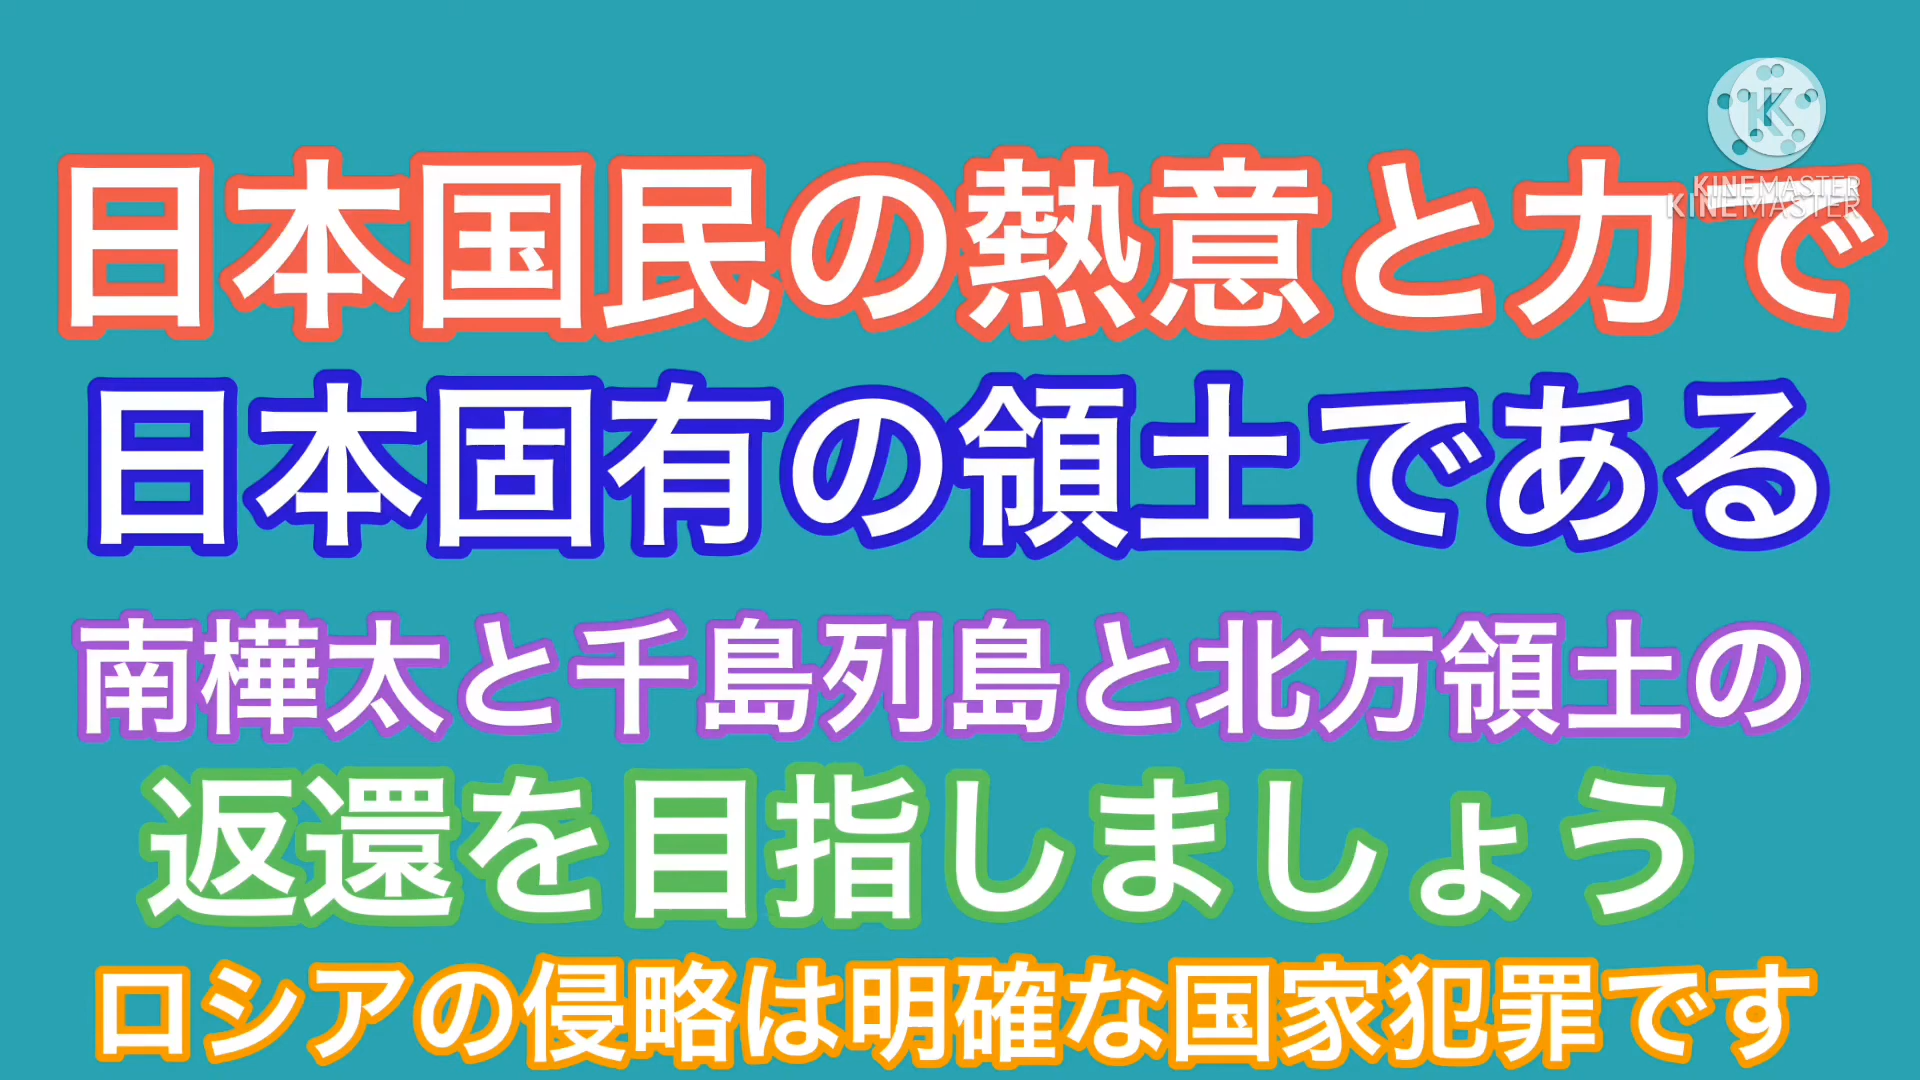 日本国民の熱意と力で
日本固有の領土である
南樺太と千島列島と北方領土の
返還を目指しましょう
ロシアの侵略は明確な国家犯罪です
K
KINEMASTER
KINEMASTER